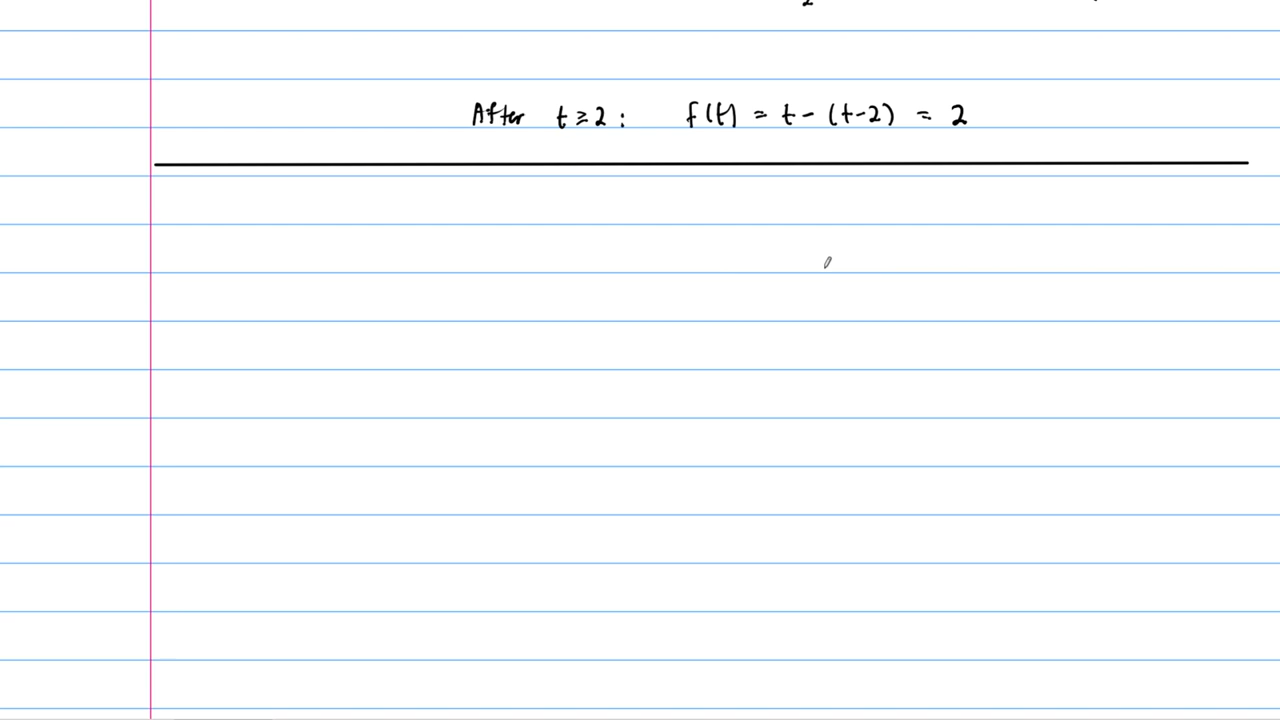 After t ≥ 2 : f(t) = t - (t-2) = 2